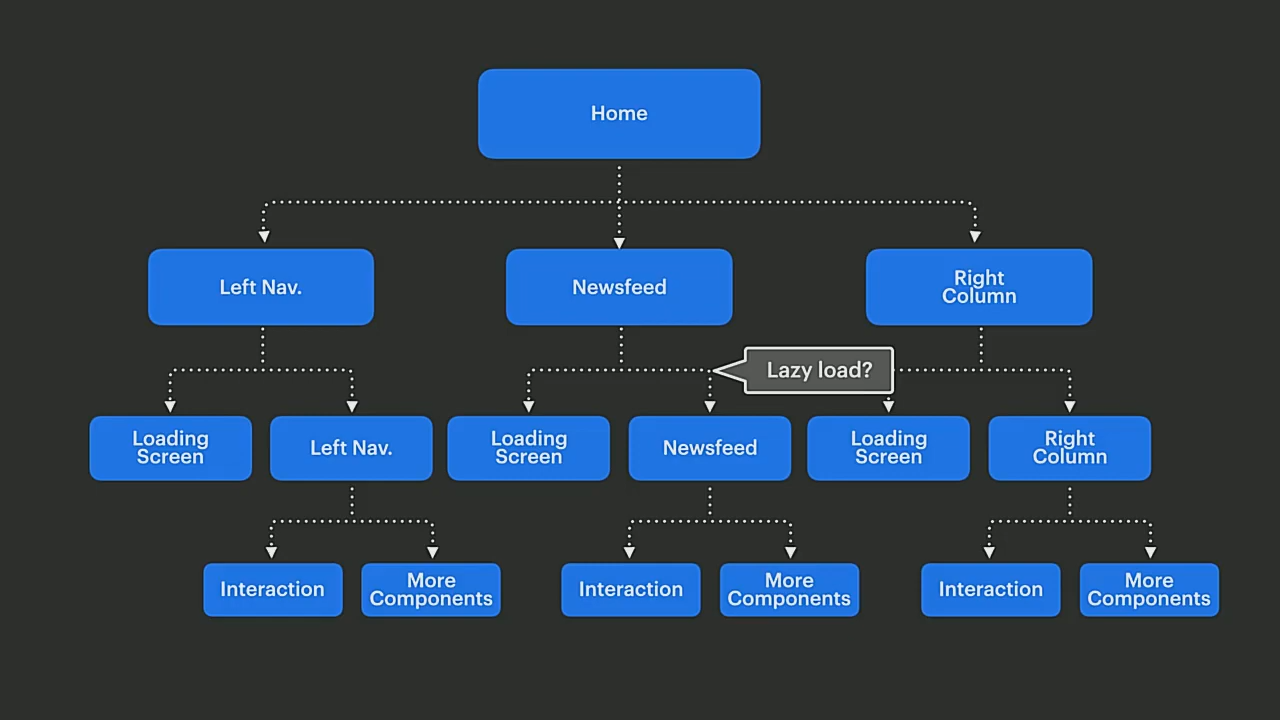 Home
Left Nav.
Newsfeed
Right
Column
Lazy load?
Loading
Screen
Left Nav.
Loading
Screen
Newsfeed
Loading
Screen
Right
Column
Interaction
More
Components
Interaction
More
Components
Interaction
More
Components